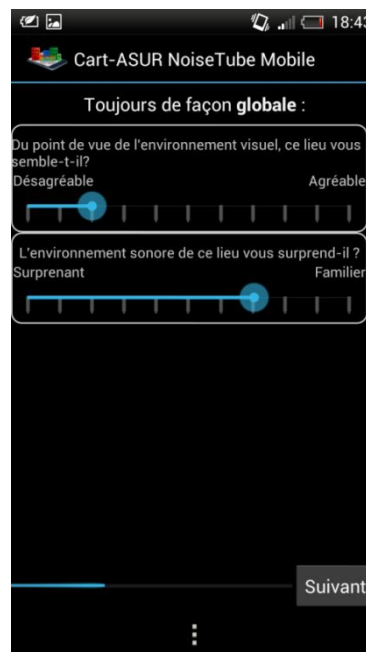 18:43
Cart-ASUR NoiseTube Mobile
Toujours de façon globale :
Du point de vue de l'environnement visuel, ce lieu vous
semble-t-il?
Désagréable Agréable
L'environnement sonore de ce lieu vous surprend-il ?
Surprenant Familier
Suivant